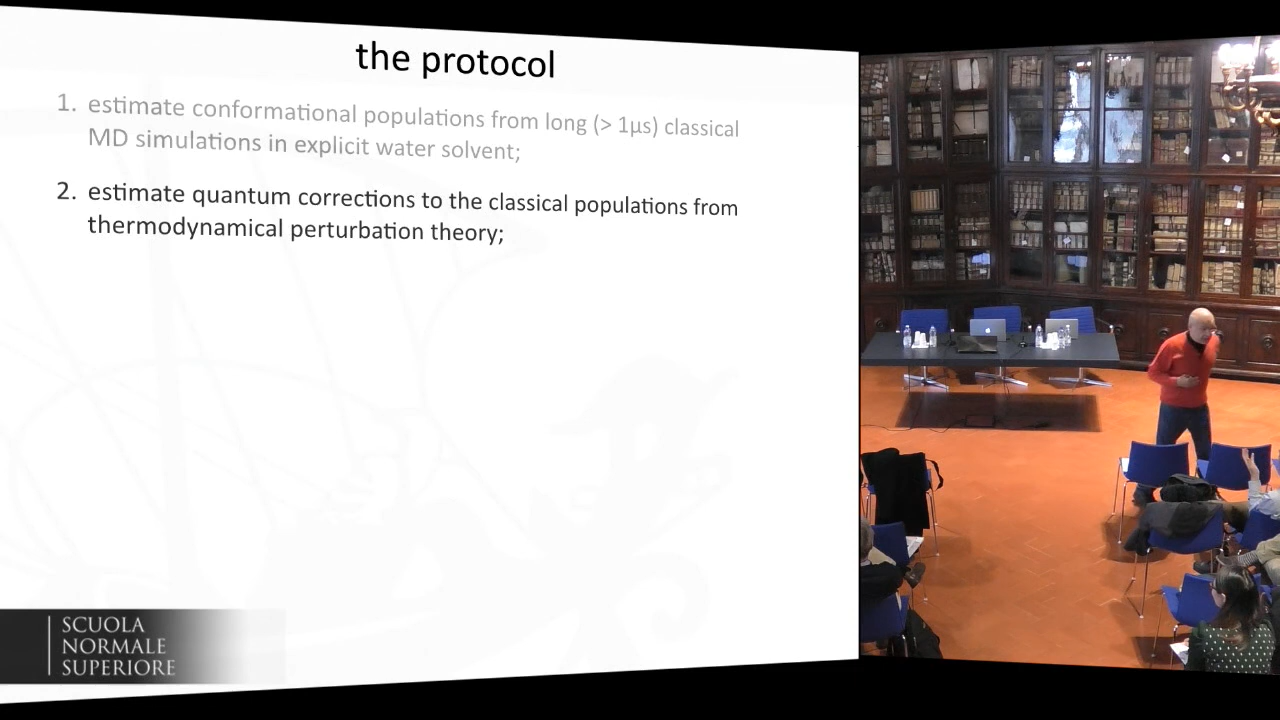 the protocol
1. estimate conformational populations from long (> 1μs) classical
MD simulations in explicit water solvent;
2. estimate quantum corrections to the classical populations from
thermodynamical perturbation theory;
SCUOLA
NORMALE
SUPERIORE